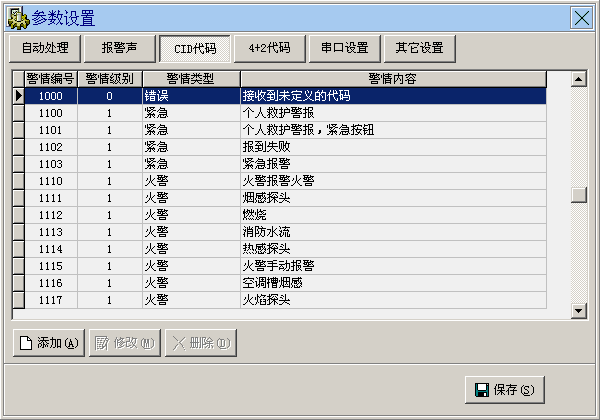 参数设置
自动处理 报警声 CID代码 4+2代码 串口设置 其它设置
警情编号 警情级别 警情类型 警情内容
1000 0 错误 接收到未定义的代码
1100 1 紧急 个人救护警报
1101 1 紧急 个人救护警报，紧急按钮
1102 1 紧急 报到失败
1103 1 紧急 紧急报警
1110 1 火警 火警报警火警
1111 1 火警 烟感探头
1112 1 火警 燃烧
1113 1 火警 消防水流
1114 1 火警 热感探头
1115 1 火警 火警手动报警
1116 1 火警 空调槽烟感
1117 1 火警 火焰探头
添加(A) 修改(M) 删除(D)
保存(S)